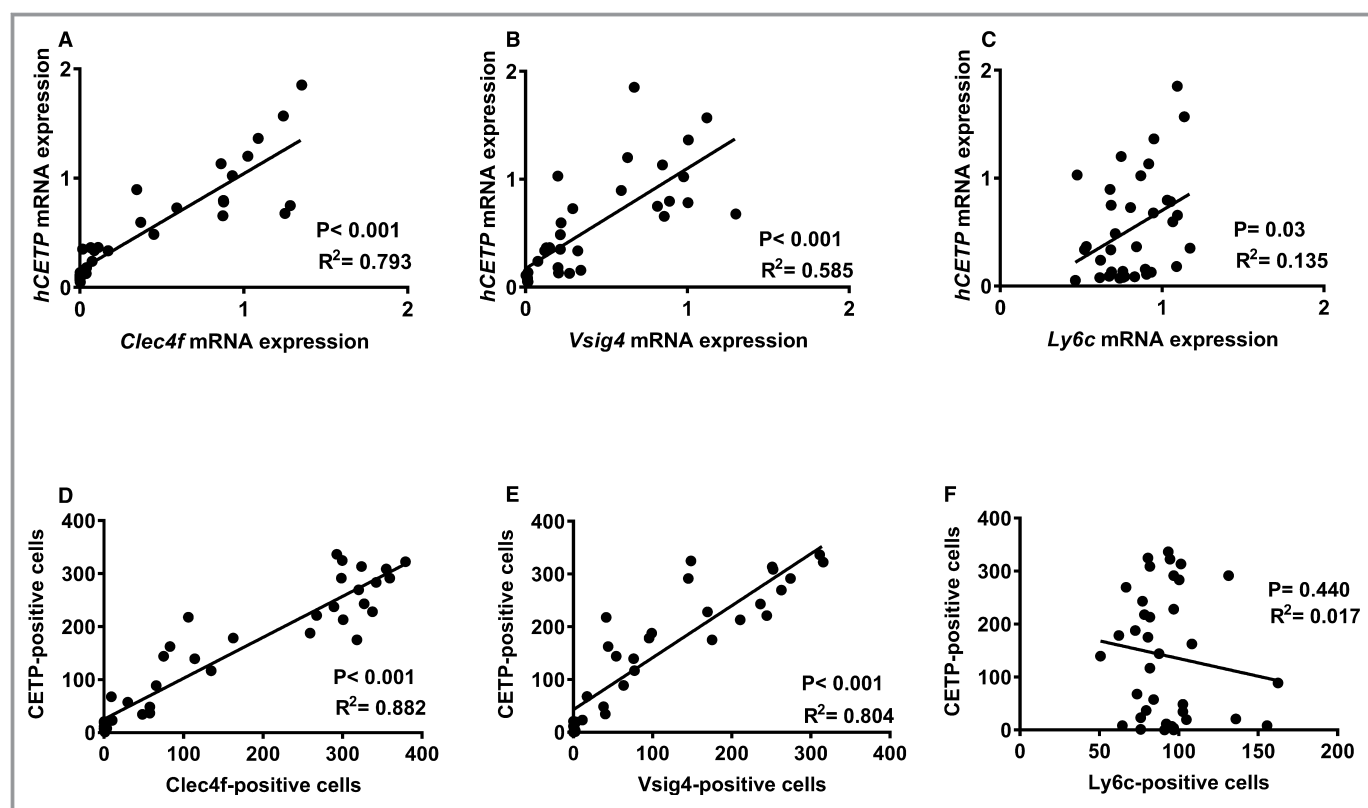 A
hCETP mRNA expression
2
1
0
0
1
2
P< 0.001
R²= 0.793
Clec4f mRNA expression
B
hCETP mRNA expression
2
1
0
0
1
2
P< 0.001
R²= 0.585
Vsig4 mRNA expression
C
hCETP mRNA expression
2
1
0
0
1
2
P= 0.03
R²= 0.135
Ly6c mRNA expression
D
CETP-positive cells
400
300
200
100
0
0
100
200
300
400
P< 0.001
R²= 0.882
Clec4f-positive cells
E
CETP-positive cells
400
300
200
100
0
0
100
200
300
400
P< 0.001
R²= 0.804
Vsig4-positive cells
F
CETP-positive cells
400
300
200
100
0
0
50
100
150
200
P= 0.440
R²= 0.017
Ly6c-positive cells